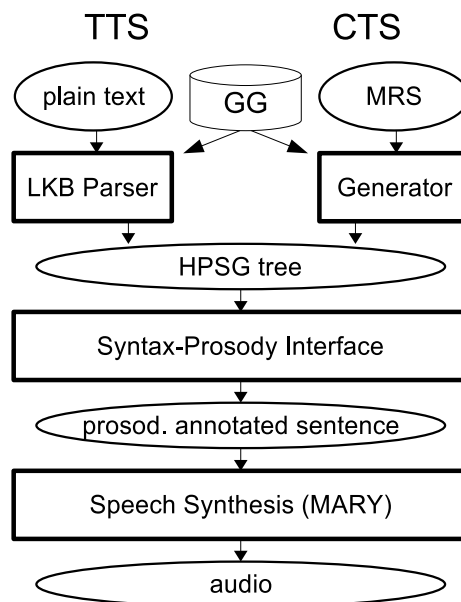 TTS CTS
plain text GG MRS
LKB Parser Generator
HPSG tree
Syntax-Prosody Interface
prosod. annotated sentence
Speech Synthesis (MARY)
audio